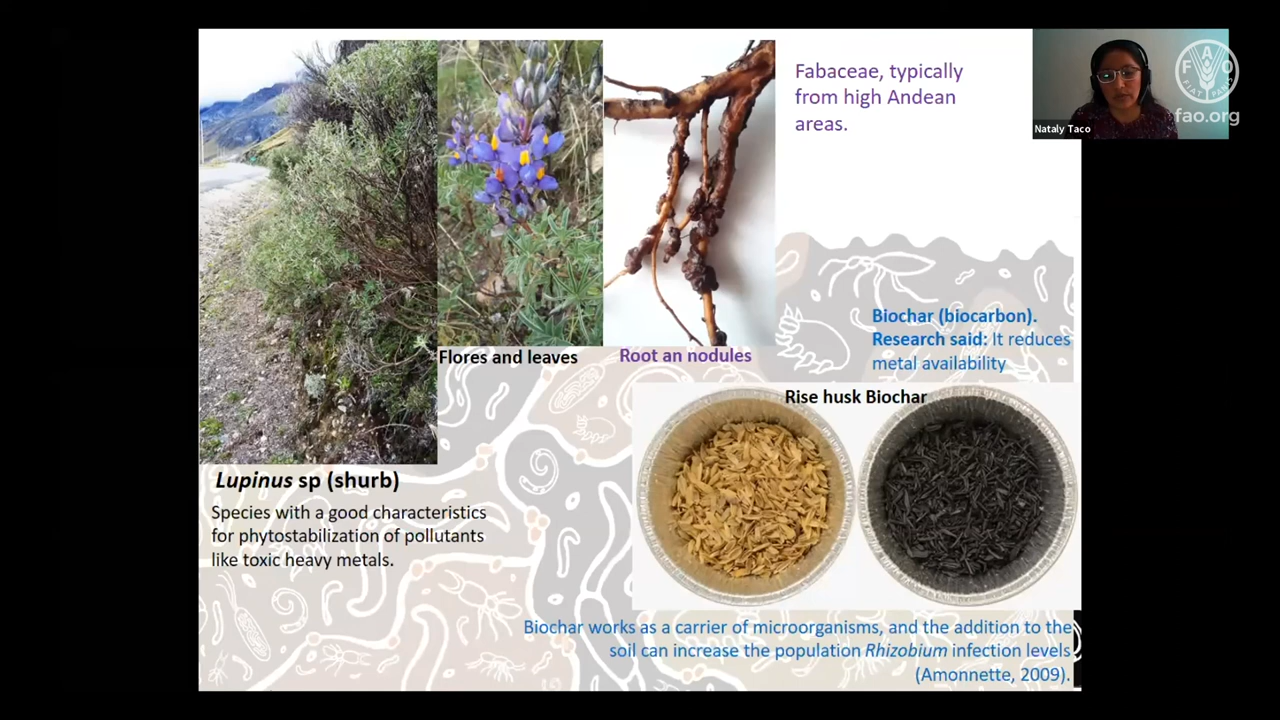 Fabaceae, typically
from high Andean
areas.
F A O
FIAT PANIS
fao.org
Nataly Taco
Flores and leaves
Root an nodules
Biochar (biocarbon).
Research said: It reduces
metal availability
Rise husk Biochar
Lupinus sp (shurb)
Species with a good characteristics
for phytostabilization of pollutants
like toxic heavy metals.
Biochar works as a carrier of microorganisms, and the addition to the
soil can increase the population Rhizobium infection levels
(Amonnette, 2009).